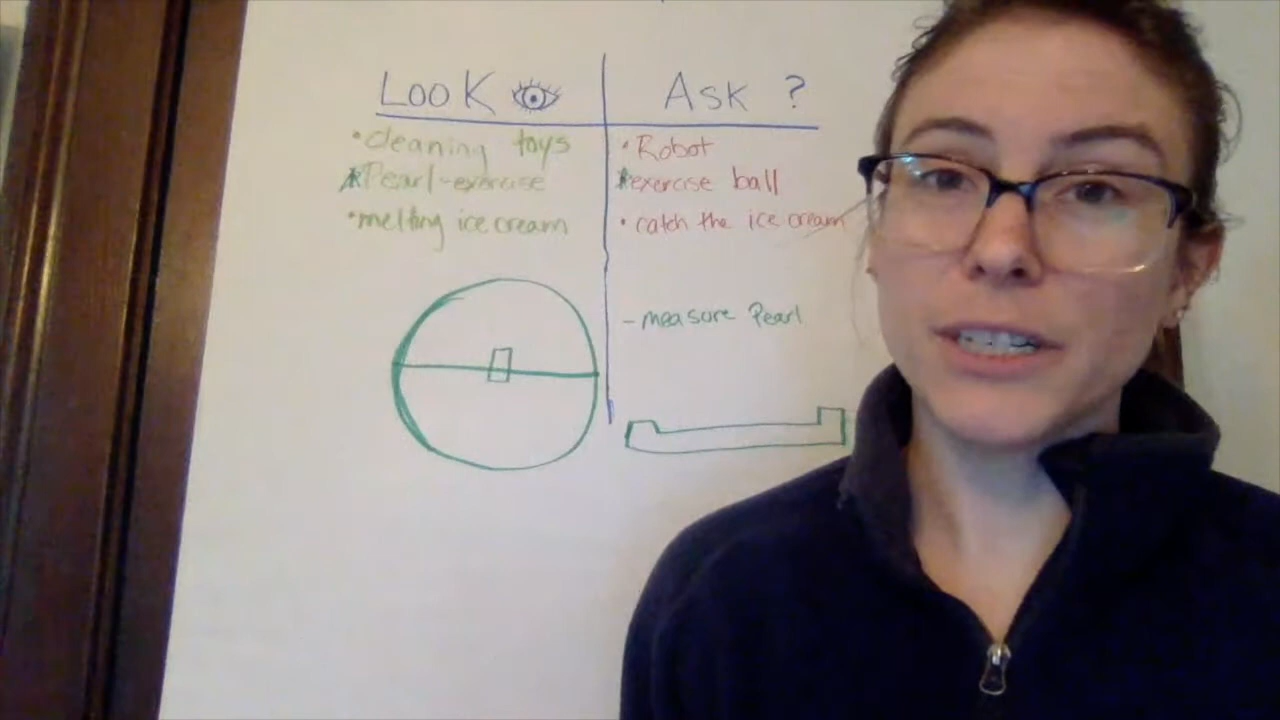 Look
Ask ?
• cleaning toys
• Robot
Pearl-exercise
exercise ball
• melting ice cream
• catch the ice cream
- measure Pearl